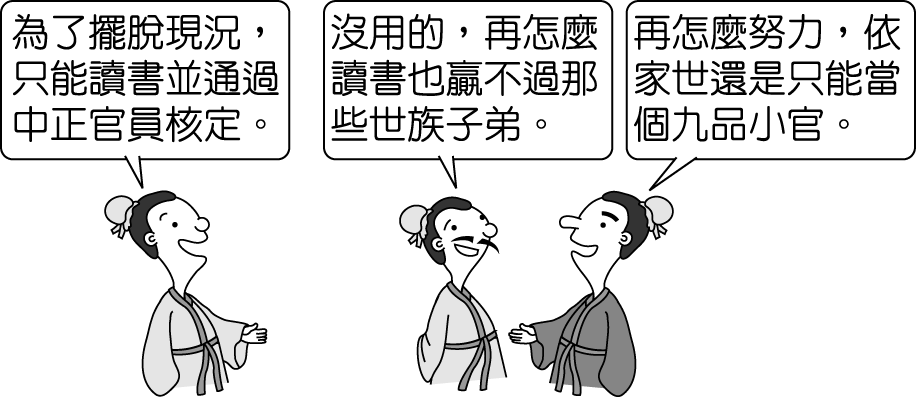 為了擺脫現況，
只能讀書並通過
中正官員核定。
沒用的，再怎麼
讀書也贏不過那
些世族子弟。
再怎麼努力，依
家世還是只能當
個九品小官。